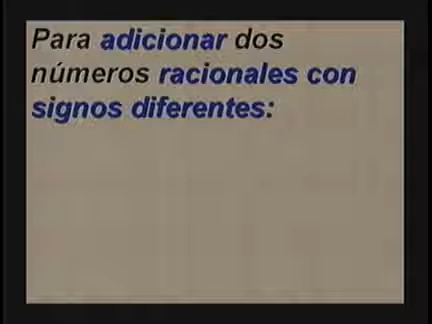 Para adicionar dos
números racionales con
signos diferentes: